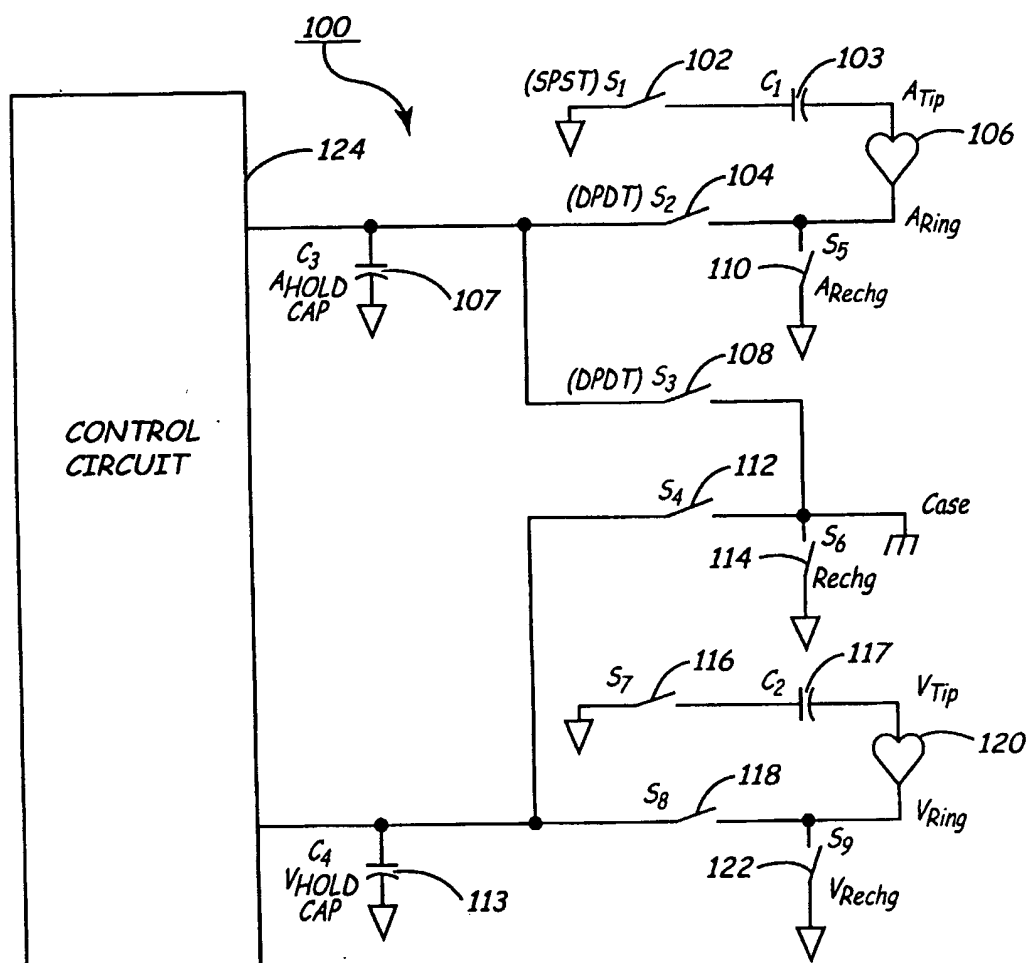 100
102
103
(SPST) S1
C1
ATip
106
124
104
(DPDT) S2
ARing
C3
AHOLD
CAP
107
S5
110
ARechg
108
(DPDT) S3
CONTROL
CIRCUIT
112
S4
Case
S6
114
Rechg
116
117
S7
C2
VTip
120
118
S8
VRing
C4
VHOLD
CAP
113
S9
122
VRechg